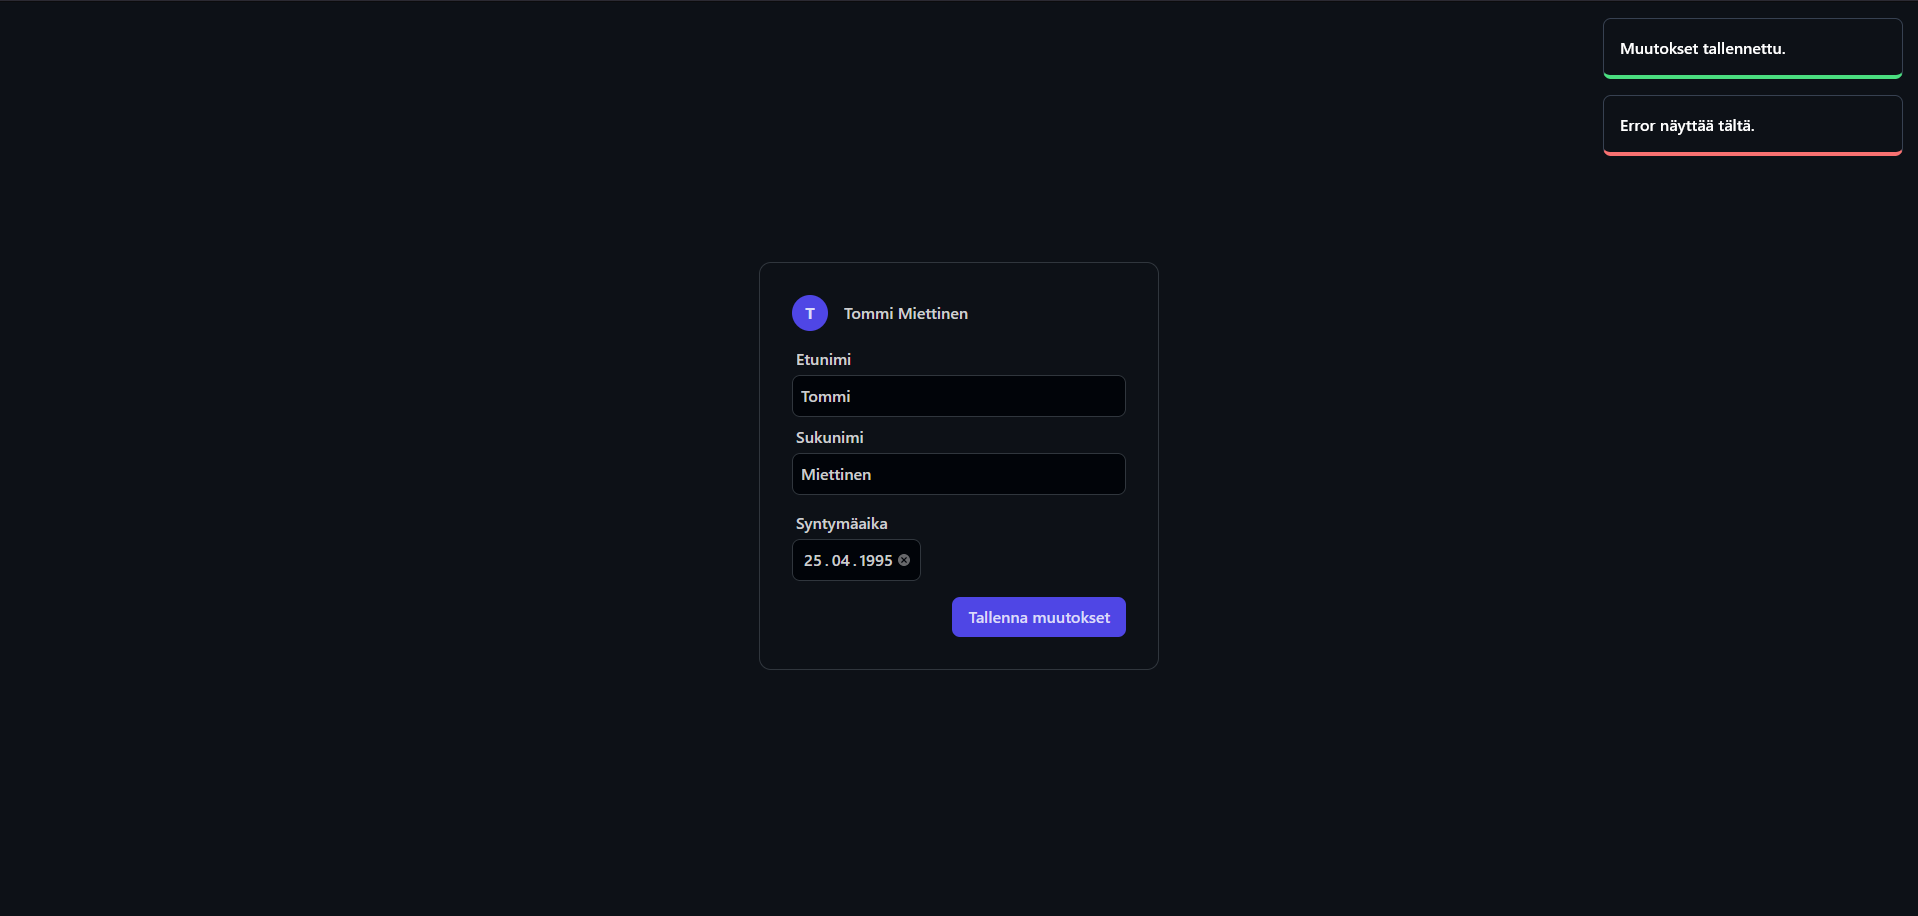 Muutokset tallennettu.
Error näyttää tältä.
T
Tommi Miettinen
Etunimi
Tommi
Sukunimi
Miettinen
Syntymäaika
25.04.1995
Tallenna muutokset